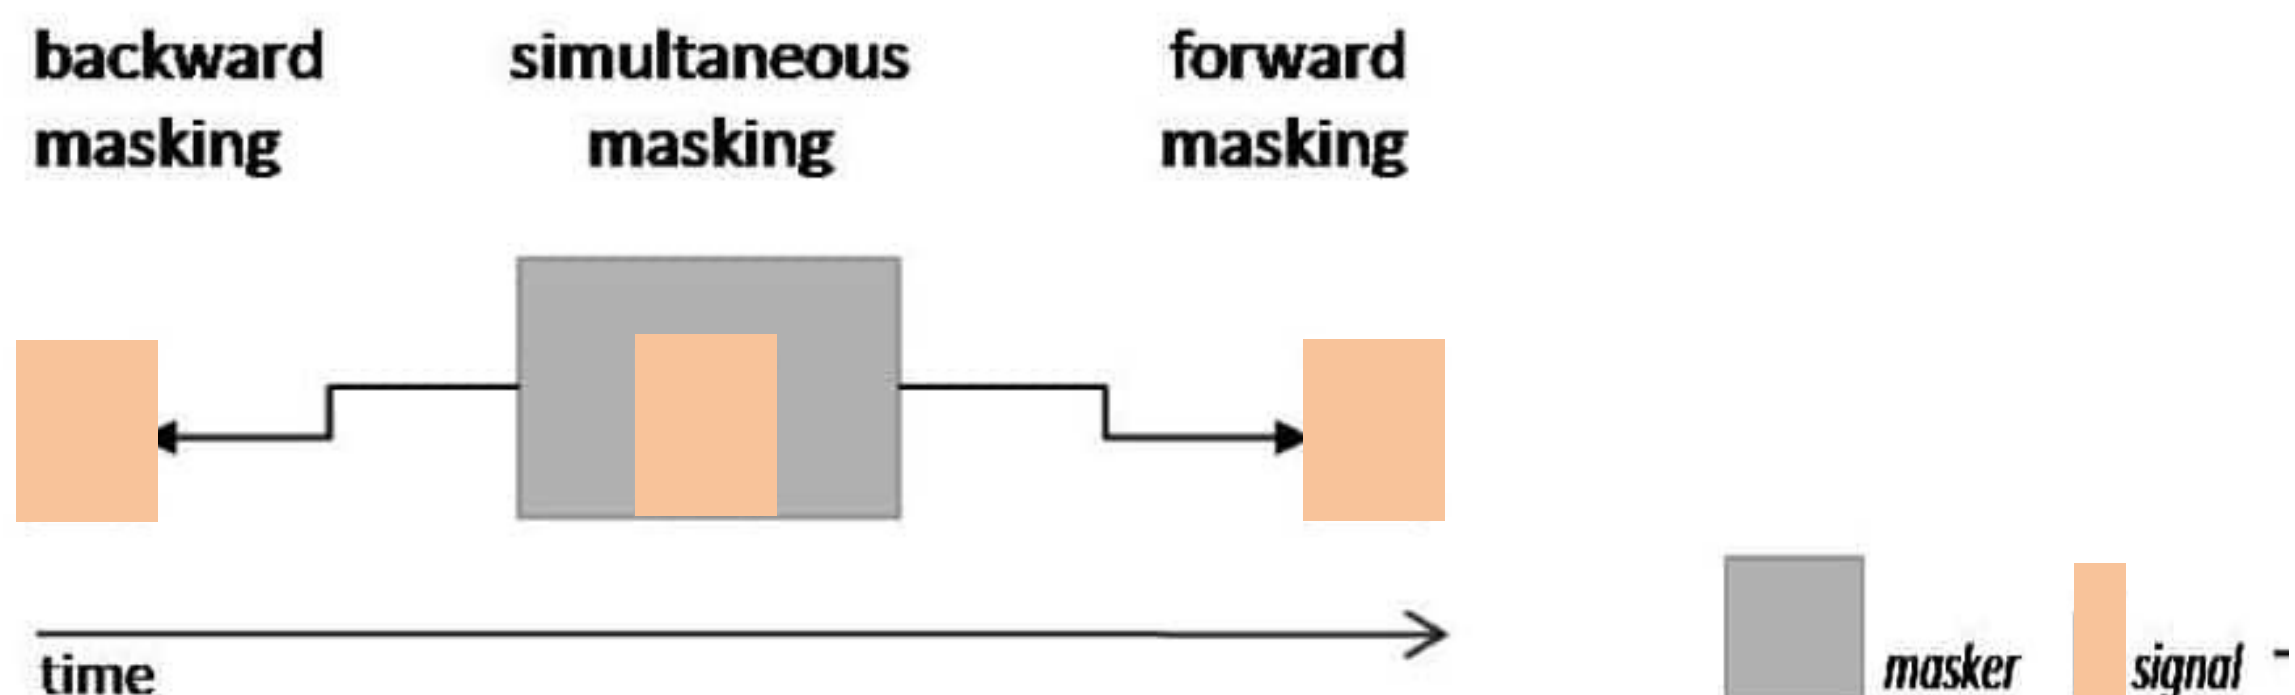 backward
masking
simultaneous
masking
forward
masking
time
masker
signal